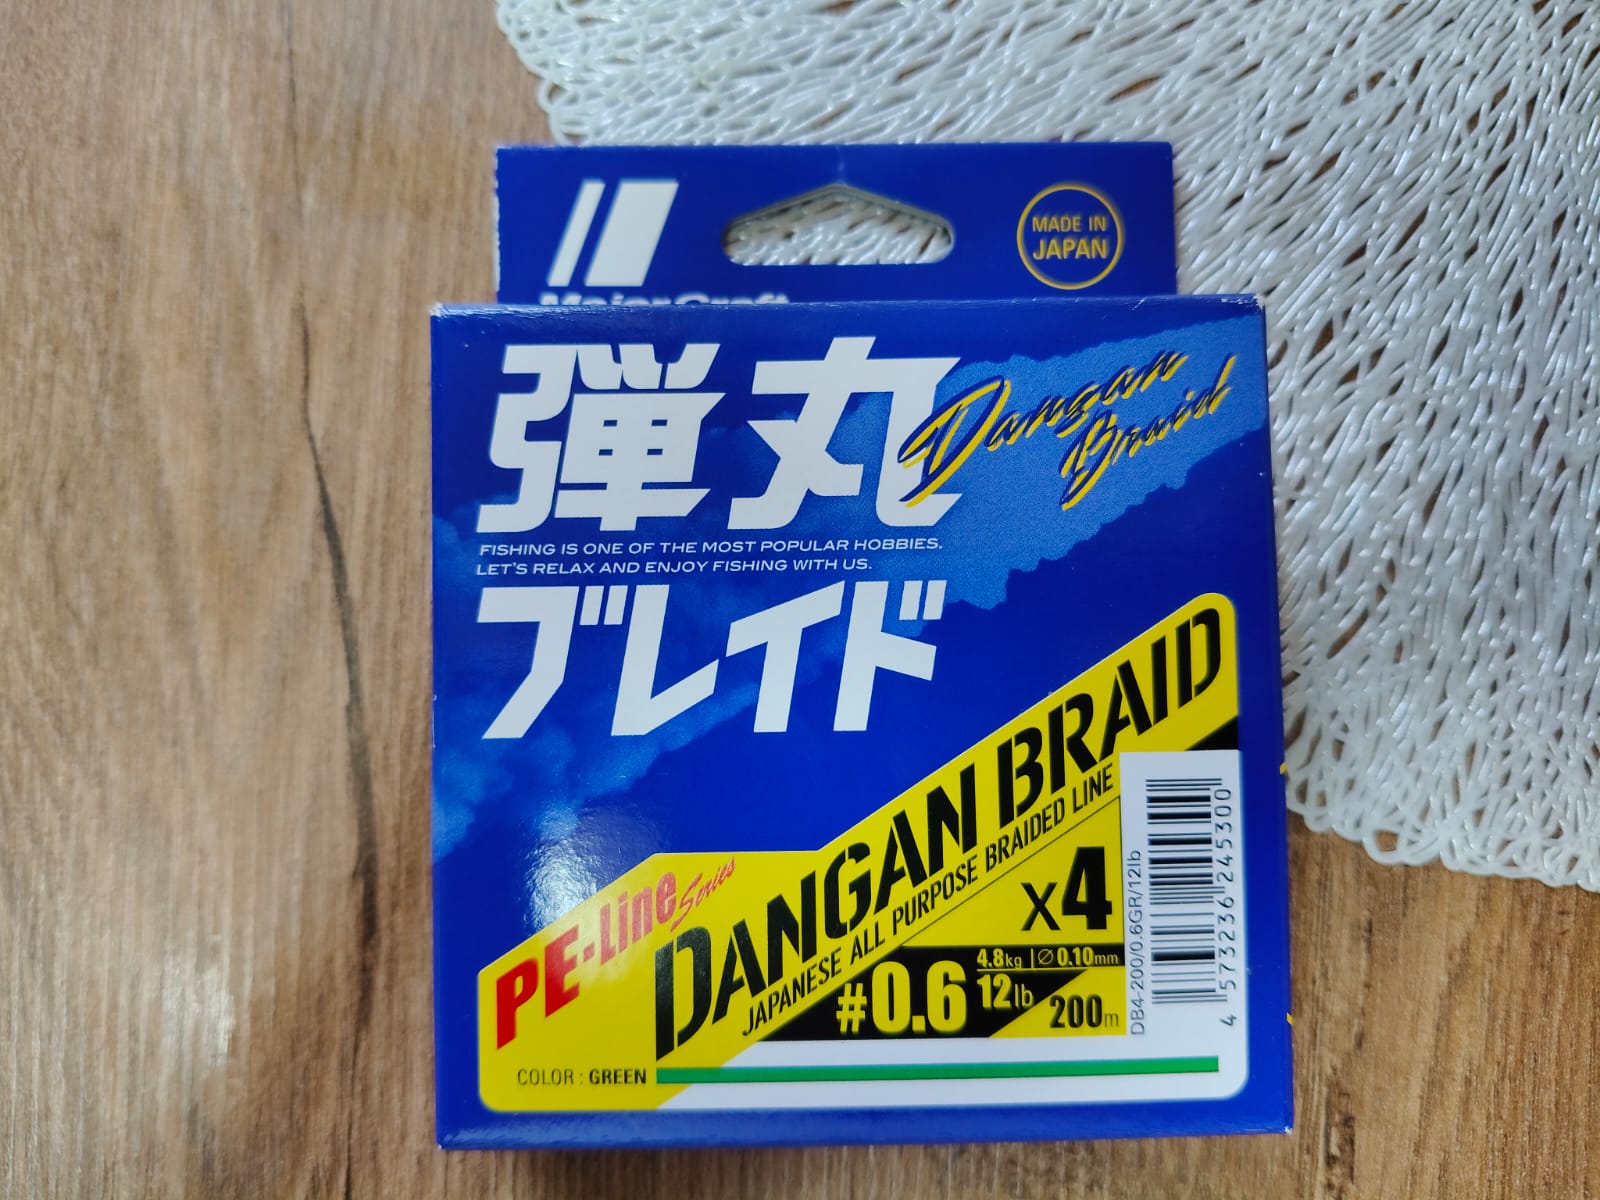 MADE IN
JAPAN
Major Craft
弾丸
Dangan
Braid
FISHING IS ONE OF THE MOST POPULAR HOBBIES.
LET'S RELAX AND ENJOY FISHING WITH US.
ブレイド
PE-Line Series
DANGAN BRAID
JAPANESE ALL PURPOSE BRAIDED LINE
X4
#0.6
4.8kg
Ø 0.10mm
12lb
200m
COLOR : GREEN
DB4-200/0.6GR/12lb
4 573236 245300